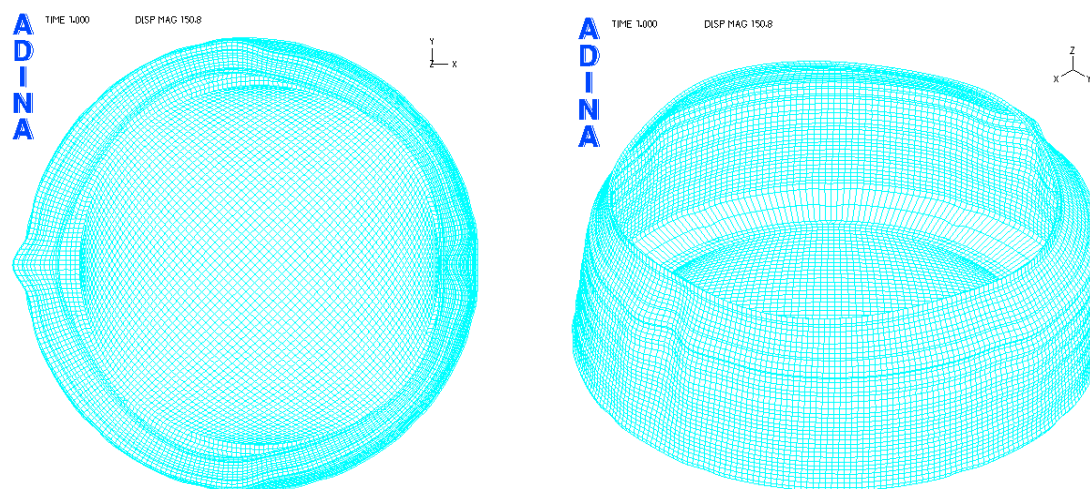 ADINA
TIME 1.000 DISP MAG 150.8
Y
Z X
ADINA
TIME 1.000 DISP MAG 150.8
Z
X Y